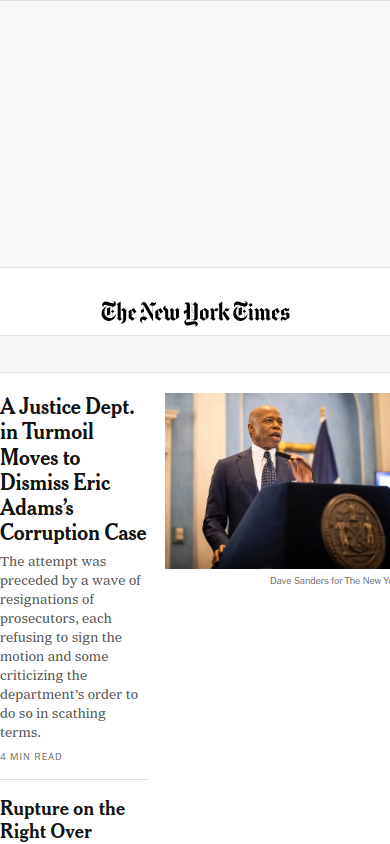 The New York Times
A Justice Dept.
in Turmoil
Moves to
Dismiss Eric
Adams’s
Corruption Case
The attempt was
preceded by a wave of
resignations of
prosecutors, each
refusing to sign the
motion and some
criticizing the
department’s order to
do so in scathing
terms.
4 MIN READ
Dave Sanders for The New Yo
Rupture on the
Right Over